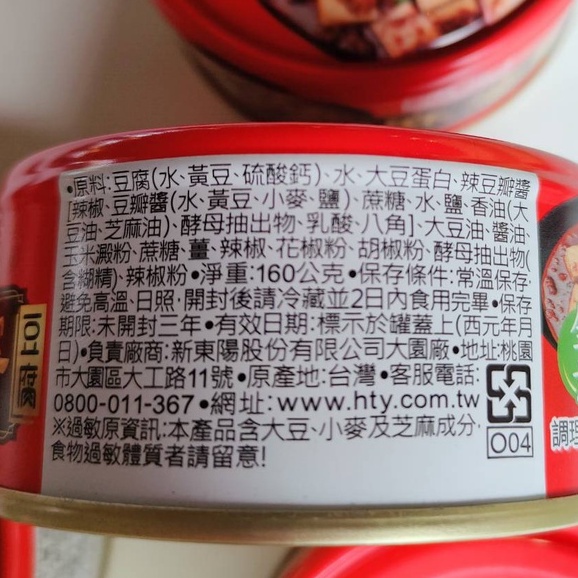 •原料:豆腐(水、黃豆、硫酸鈣)、水、大豆蛋白、辣豆瓣醬
[辣椒、豆瓣醬(水、黃豆、小麥、鹽)、蔗糖、水、鹽、香油(大
豆油、芝麻油)、酵母抽出物、乳酸、八角]、大豆油、醬油、
玉米澱粉、蔗糖、薑、辣椒、花椒粉、胡椒粉、酵母抽出物(
含糊精)、辣椒粉•淨重:160公克•保存條件:常溫保存,
避免高溫、日照,開封後請冷藏並2日內食用完畢•保存
期限:未開封三年•有效日期:標示於罐蓋上(西元年月
日)•負責廠商:新東陽股份有限公司大園廠•地址:桃園
市大園區大工路11號•原產地:台灣•客服電話:
0800-011-367•網址:www.hty.com.tw
※過敏原資訊:本產品含大豆、小麥及芝麻成分,
食物過敏體質者請留意!
004
豆腐
調理